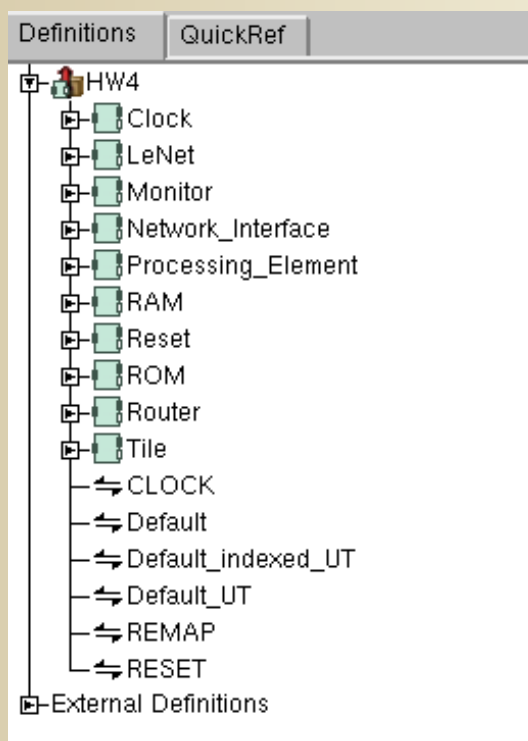 Definitions QuickRef
HW4
Clock
LeNet
Monitor
Network_Interface
Processing_Element
RAM
Reset
ROM
Router
Tile
CLOCK
Default
Default_indexed_UT
Default_UT
REMAP
RESET
External Definitions